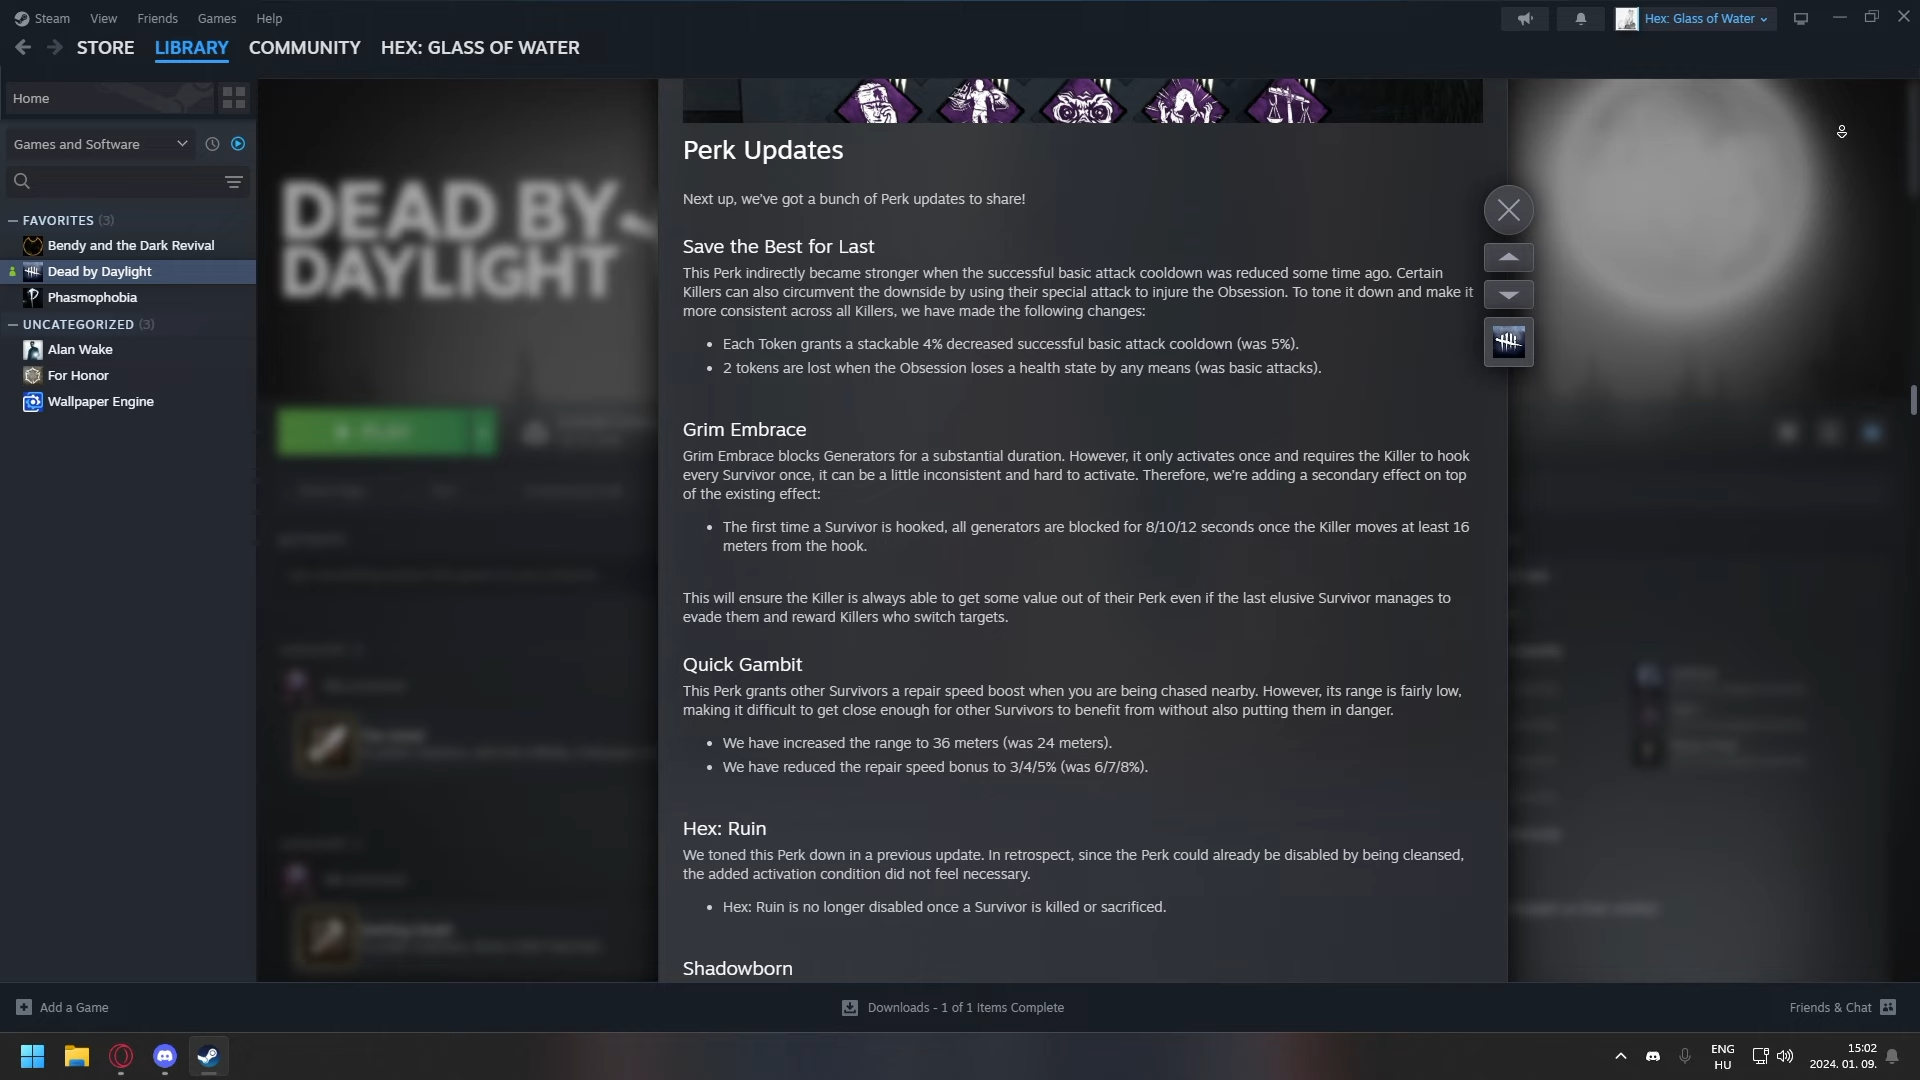 Steam View Friends Games Help
Hex: Glass of Water
STORE LIBRARY COMMUNITY HEX: GLASS OF WATER
Home
Games and Software
FAVORITES (3)
Bendy and the Dark Revival
Dead by Daylight
Phasmophobia
UNCATEGORIZED (3)
Alan Wake
For Honor
Wallpaper Engine
DEAD BY
DAYLIGHT
PLAY
Perk Updates
Next up, we've got a bunch of Perk updates to share!
Save the Best for Last
This Perk indirectly became stronger when the successful basic attack cooldown was reduced some time ago. Certain
Killers can also circumvent the downside by using their special attack to injure the Obsession. To tone it down and make it
more consistent across all Killers, we have made the following changes:
• Each Token grants a stackable 4% decreased successful basic attack cooldown (was 5%).
• 2 tokens are lost when the Obsession loses a health state by any means (was basic attacks).
Grim Embrace
Grim Embrace blocks Generators for a substantial duration. However, it only activates once and requires the Killer to hook
every Survivor once, it can be a little inconsistent and hard to activate. Therefore, we're adding a secondary effect on top
of the existing effect:
• The first time a Survivor is hooked, all generators are blocked for 8/10/12 seconds once the Killer moves at least 16
meters from the hook.
This will ensure the Killer is always able to get some value out of their Perk even if the last elusive Survivor manages to
evade them and reward Killers who switch targets.
Quick Gambit
This Perk grants other Survivors a repair speed boost when you are being chased nearby. However, its range is fairly low,
making it difficult to get close enough for other Survivors to benefit from without also putting them in danger.
• We have increased the range to 36 meters (was 24 meters).
• We have reduced the repair speed bonus to 3/4/5% (was 6/7/8%).
Hex: Ruin
We toned this Perk down in a previous update. In retrospect, since the Perk could already be disabled by being cleansed,
the added activation condition did not feel necessary.
• Hex: Ruin is no longer disabled once a Survivor is killed or sacrificed.
Shadowborn
Add a Game
Downloads - 1 of 1 Items Complete
Friends & Chat
ENG
HU
15:02
2024. 01. 09.